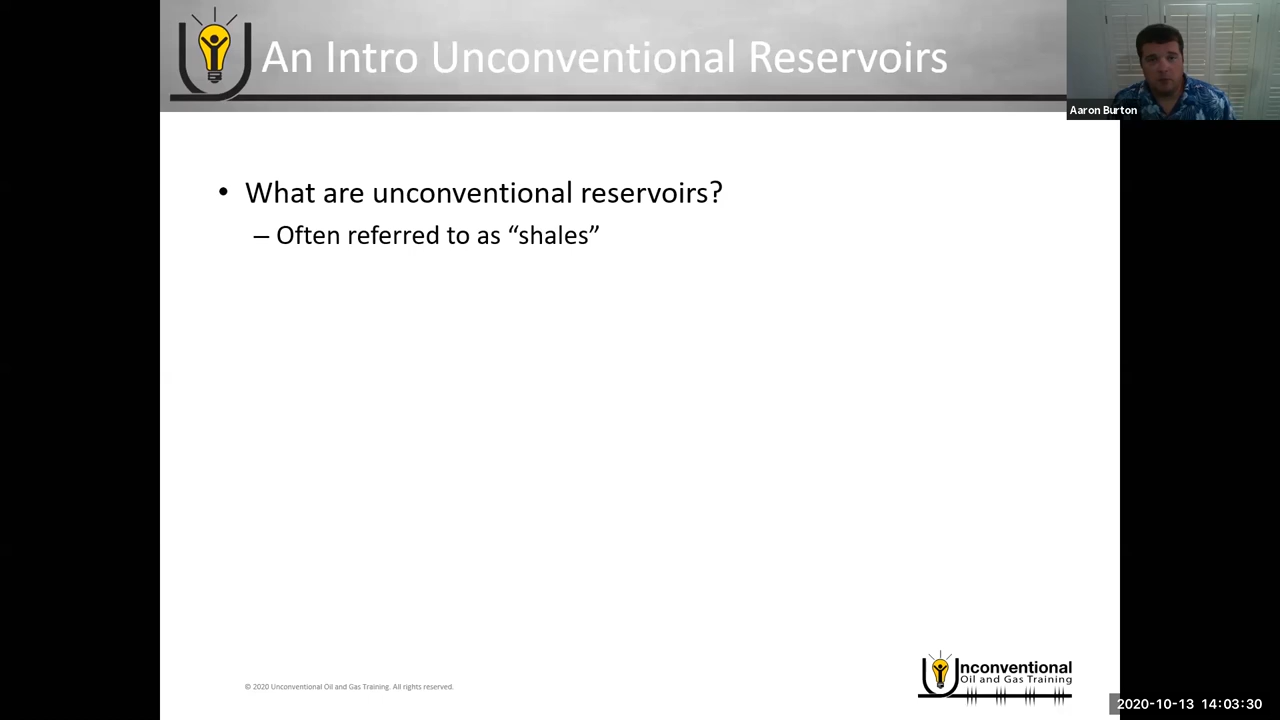 An Intro Unconventional Reservoirs
Aaron Burton
• What are unconventional reservoirs?
– Often referred to as “shales”
© 2020 Unconventional Oil and Gas Training. All rights reserved.
Unconventional
Oil and Gas Training
2020-10-13 14:03:30